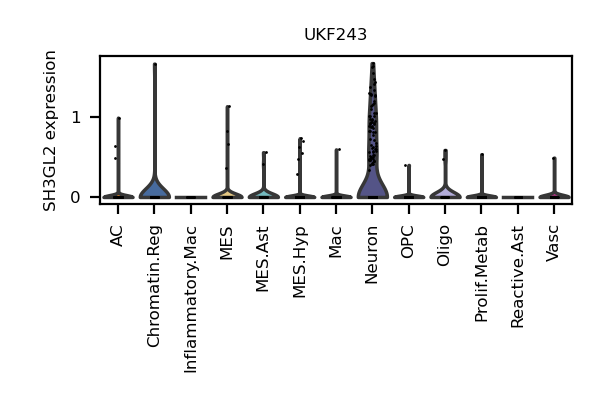 UKF243
SH3GL2 expression
1
0
AC
Chromatin.Reg
Inflammatory.Mac
MES
MES.Ast
MES.Hyp
Mac
Neuron
OPC
Oligo
Prolif.Metab
Reactive.Ast
Vasc